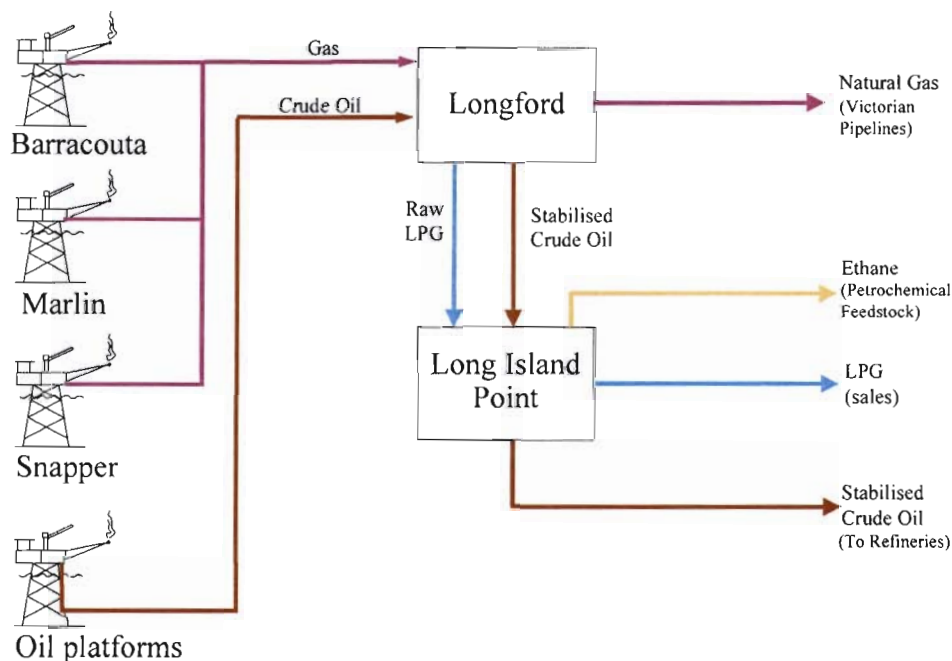 Gas
Crude Oil
Barracouta
Marlin
Snapper
Oil platforms
Longford
Raw
LPG
Stabilised
Crude Oil
Long Island
Point
Natural Gas
(Victorian
Pipelines)
Ethane
(Petrochemical
Feedstock)
LPG
(sales)
Stabilised
Crude Oil
(To Refineries)